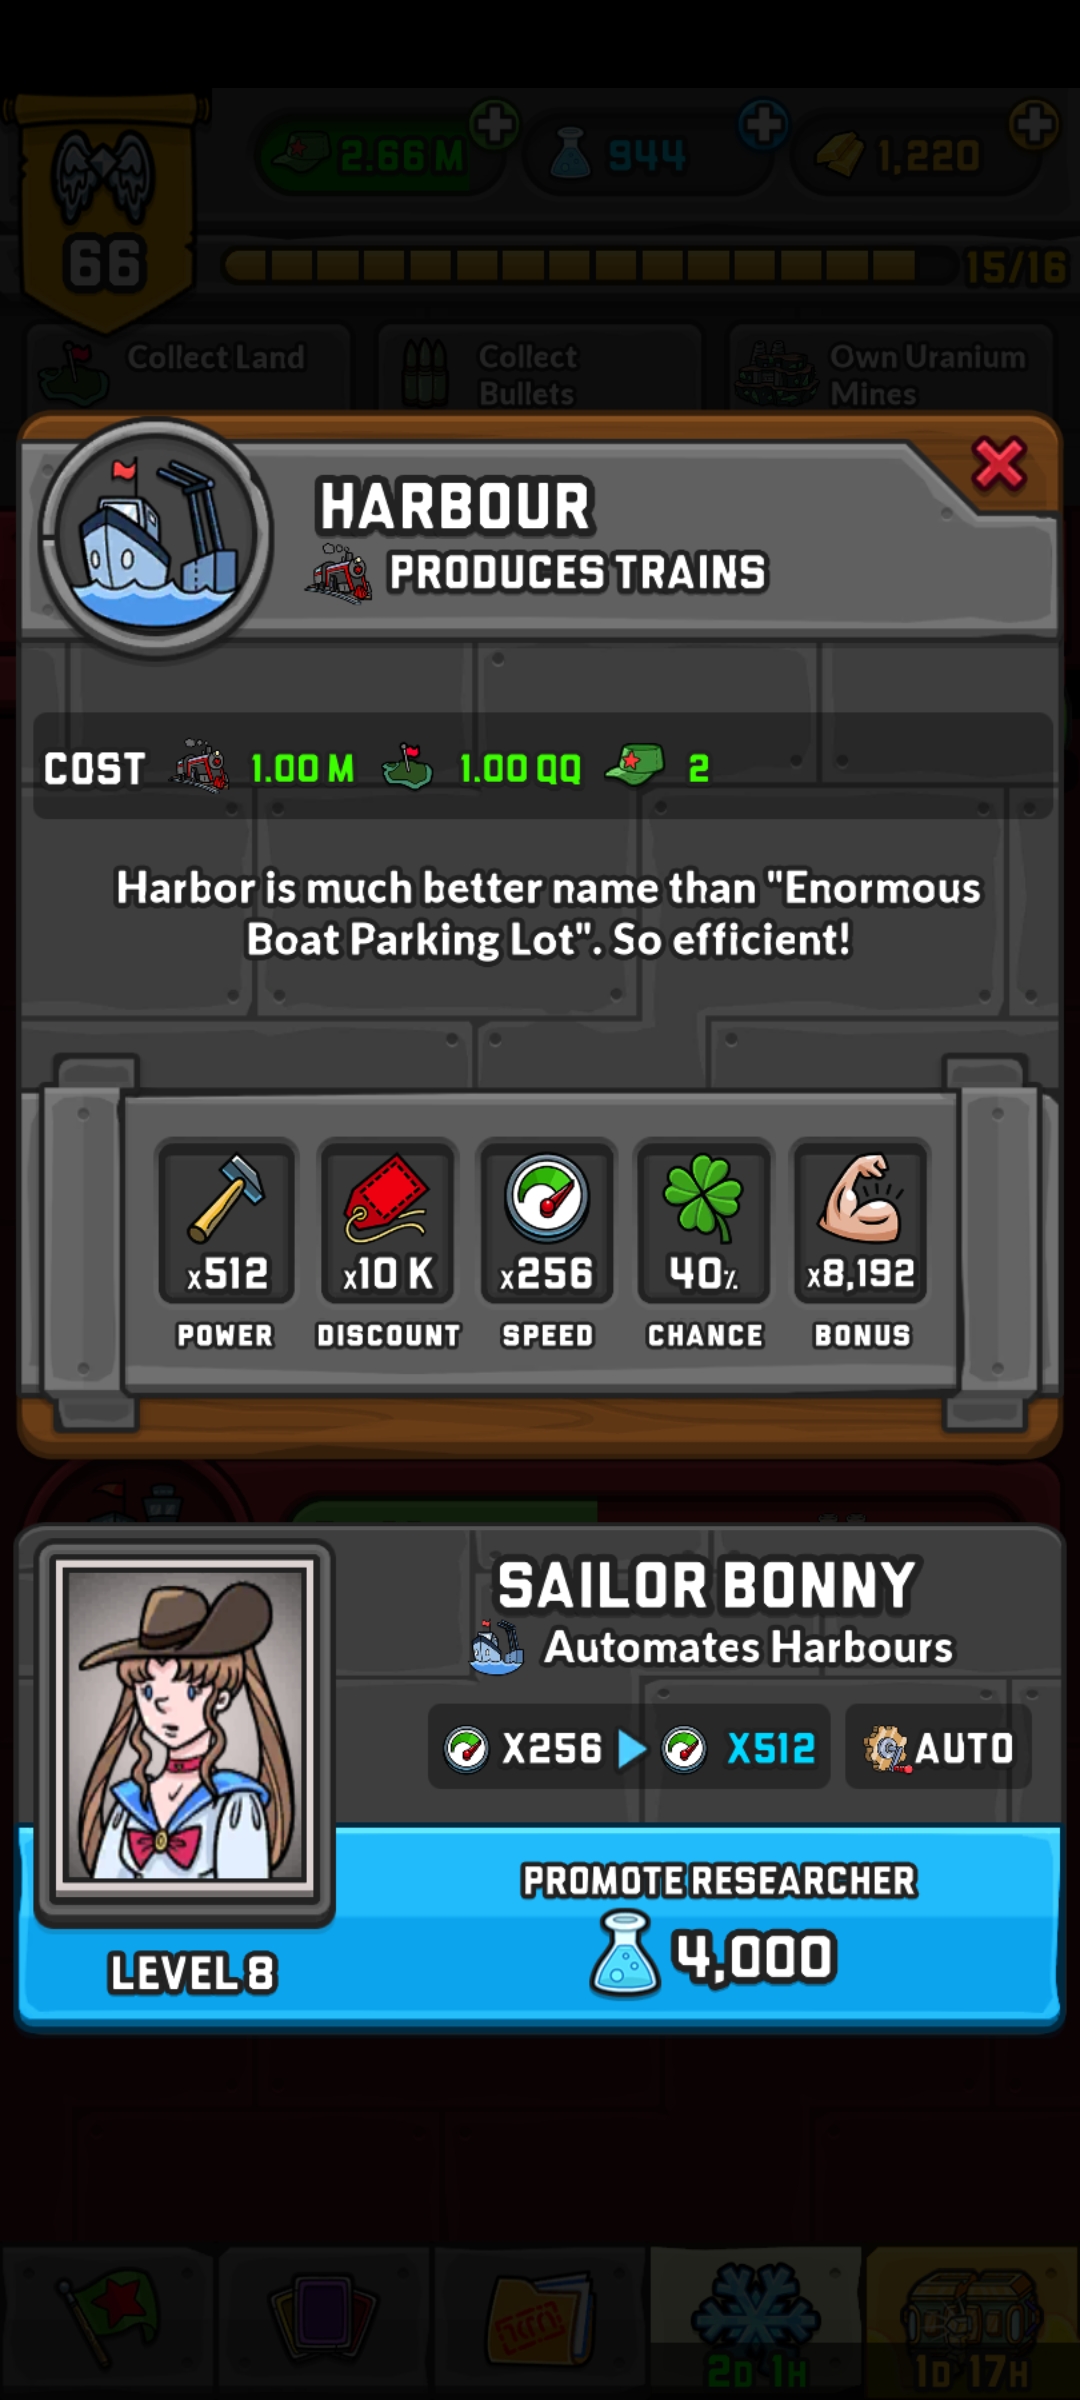 2.66 M
944
1,220
66
15/16
Collect Land
Collect
Bullets
Own Uranium
Mines
HARBOUR
PRODUCES TRAINS
COST 1.00 M 1.00 QQ 2
Harbor is much better name than "Enormous
Boat Parking Lot". So efficient!
x512 x10 K x256 40% x8,192
POWER DISCOUNT SPEED CHANCE BONUS
SAILOR BONNY
Automates Harbours
X256 X512 AUTO
PROMOTE RESEARCHER
4,000
LEVEL 8
2D 1H
1D 17H